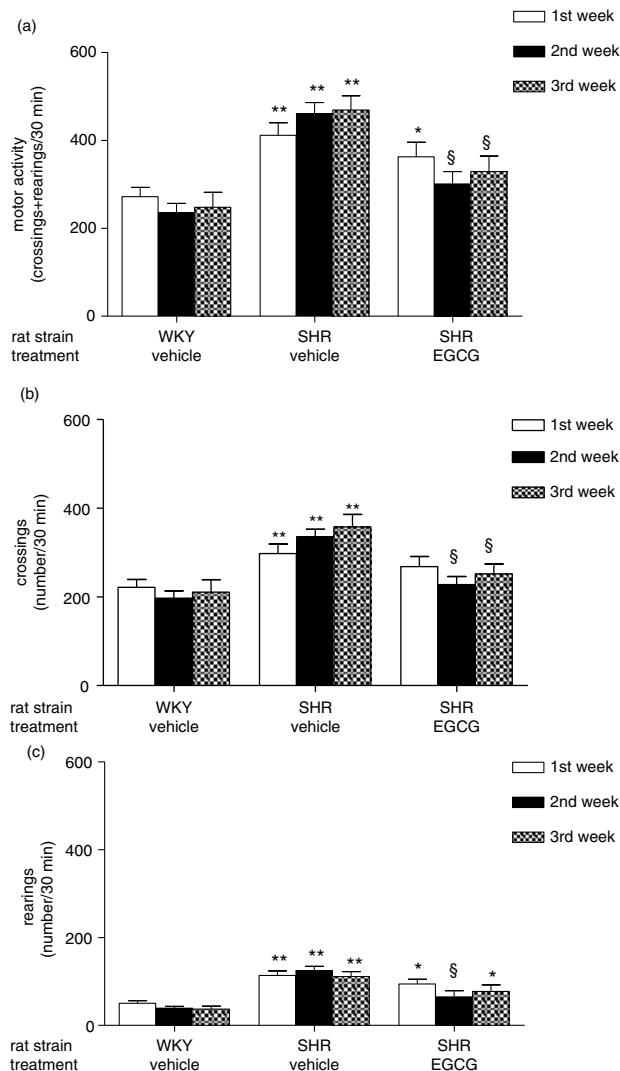 (a)
1st week
2nd week
3rd week
motor activity
(crossings+rearings/30 min)
600
400
200
0
** ** **
* § §
rat strain WKY SHR SHR
treatment vehicle vehicle EGCG
(b)
1st week
2nd week
3rd week
crossings
(number/30 min)
600
400
200
0
** ** **
§ §
rat strain WKY SHR SHR
treatment vehicle vehicle EGCG
(c)
1st week
2nd week
3rd week
rearings
(number/30 min)
600
400
200
0
** ** **
* § *
rat strain WKY SHR SHR
treatment vehicle vehicle EGCG